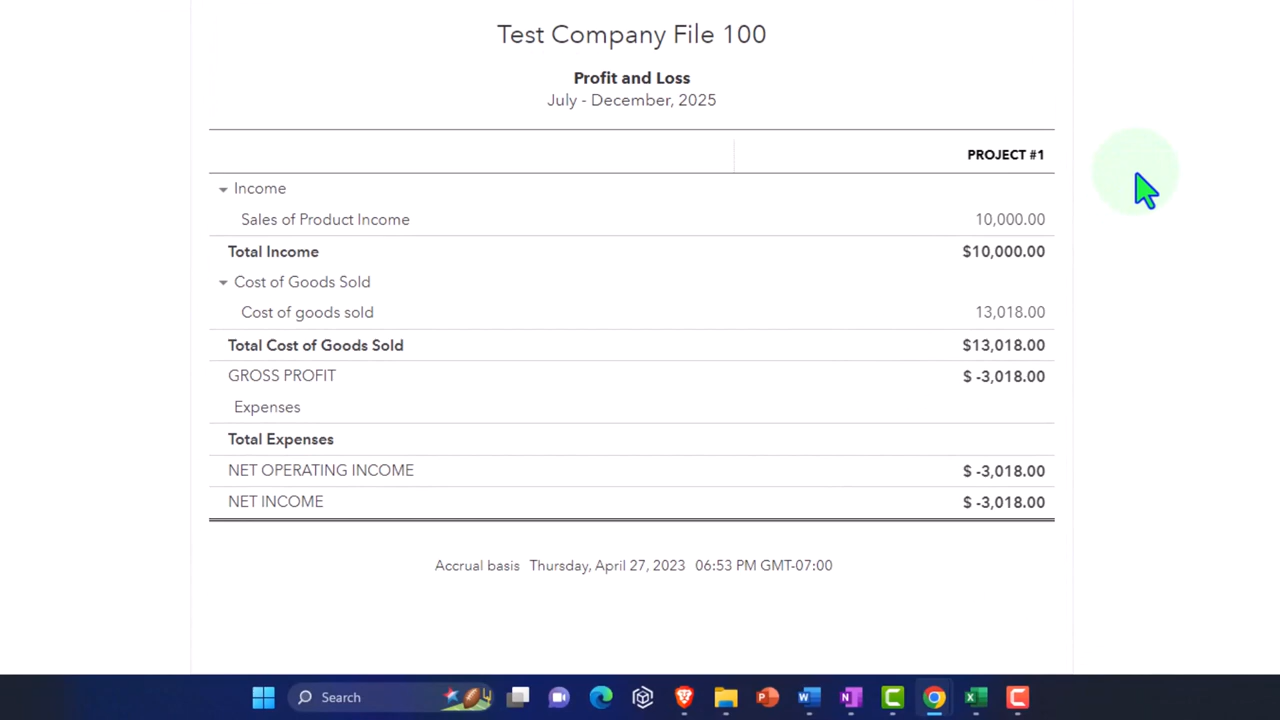 Test Company File 100
Profit and Loss
July - December, 2025
PROJECT #1
Income
Sales of Product Income 10,000.00
Total Income $10,000.00
Cost of Goods Sold
Cost of goods sold 13,018.00
Total Cost of Goods Sold $13,018.00
GROSS PROFIT $ -3,018.00
Expenses
Total Expenses
NET OPERATING INCOME $ -3,018.00
NET INCOME $ -3,018.00
Accrual basis Thursday, April 27, 2023 06:53 PM GMT-07:00
Search